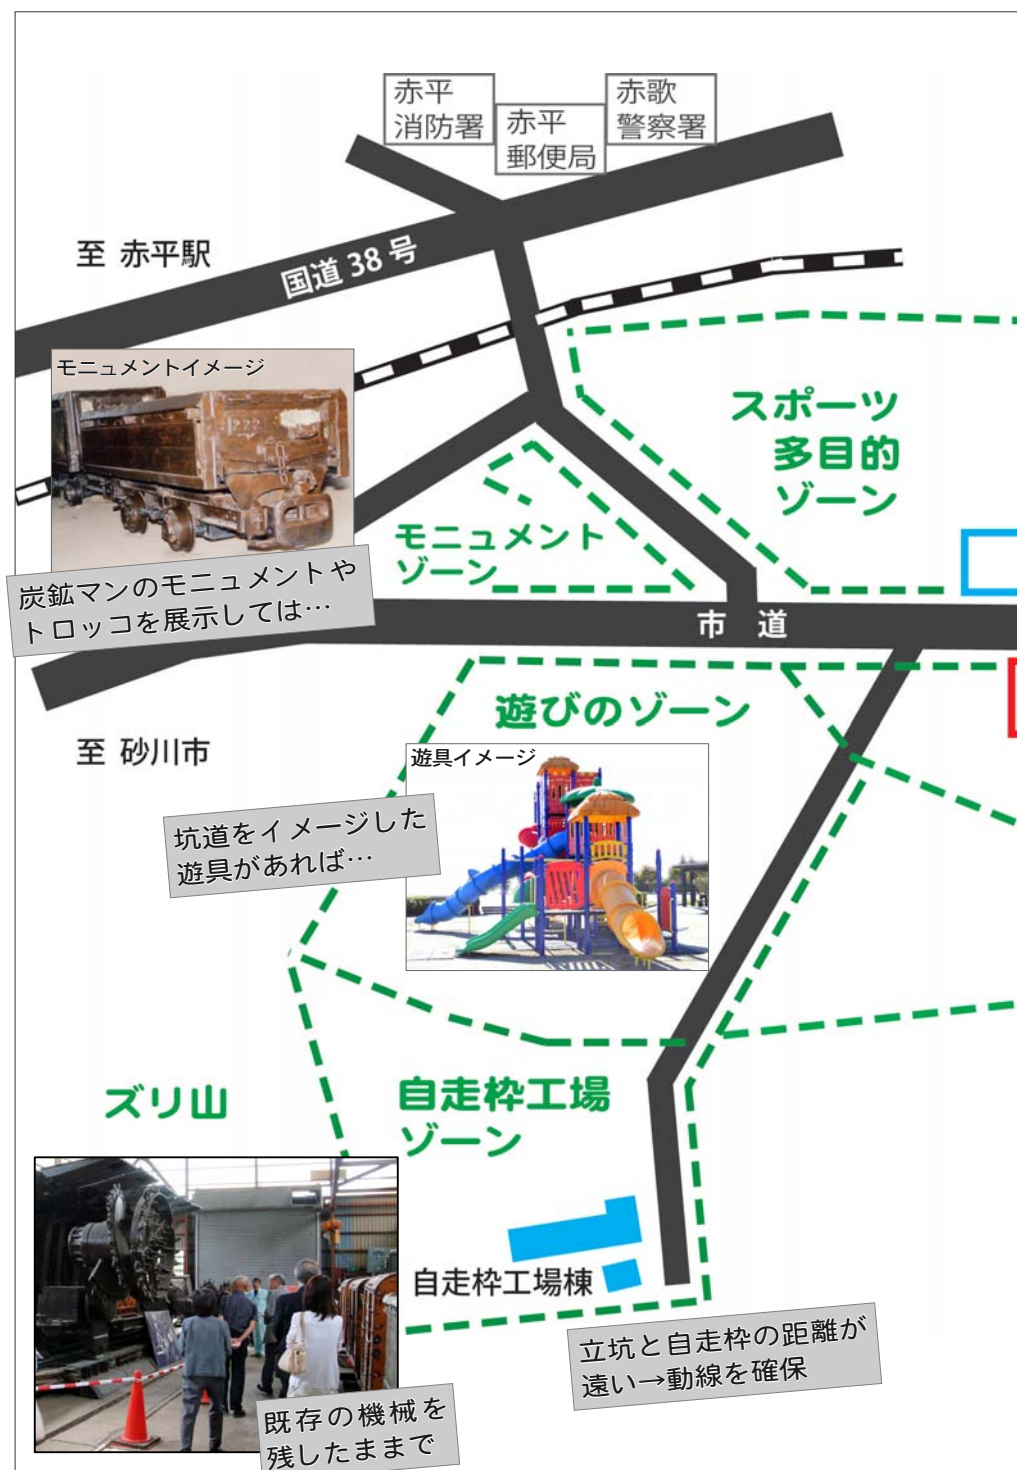 赤平
消防署
赤平
郵便局
赤歌
警察署
至 赤平駅
国道 38 号
モニュメントイメージ
スポーツ
多目的
ゾーン
モニュメント
ゾーン
炭鉱マンのモニュメントや
トロッコを展示しては…
市 道
遊びのゾーン
至 砂川市
遊具イメージ
坑道をイメージした
遊具があれば…
ズリ山
自走枠工場
ゾーン
自走枠工場棟
立坑と自走枠の距離が
遠い→動線を確保
既存の機械を
残したままで